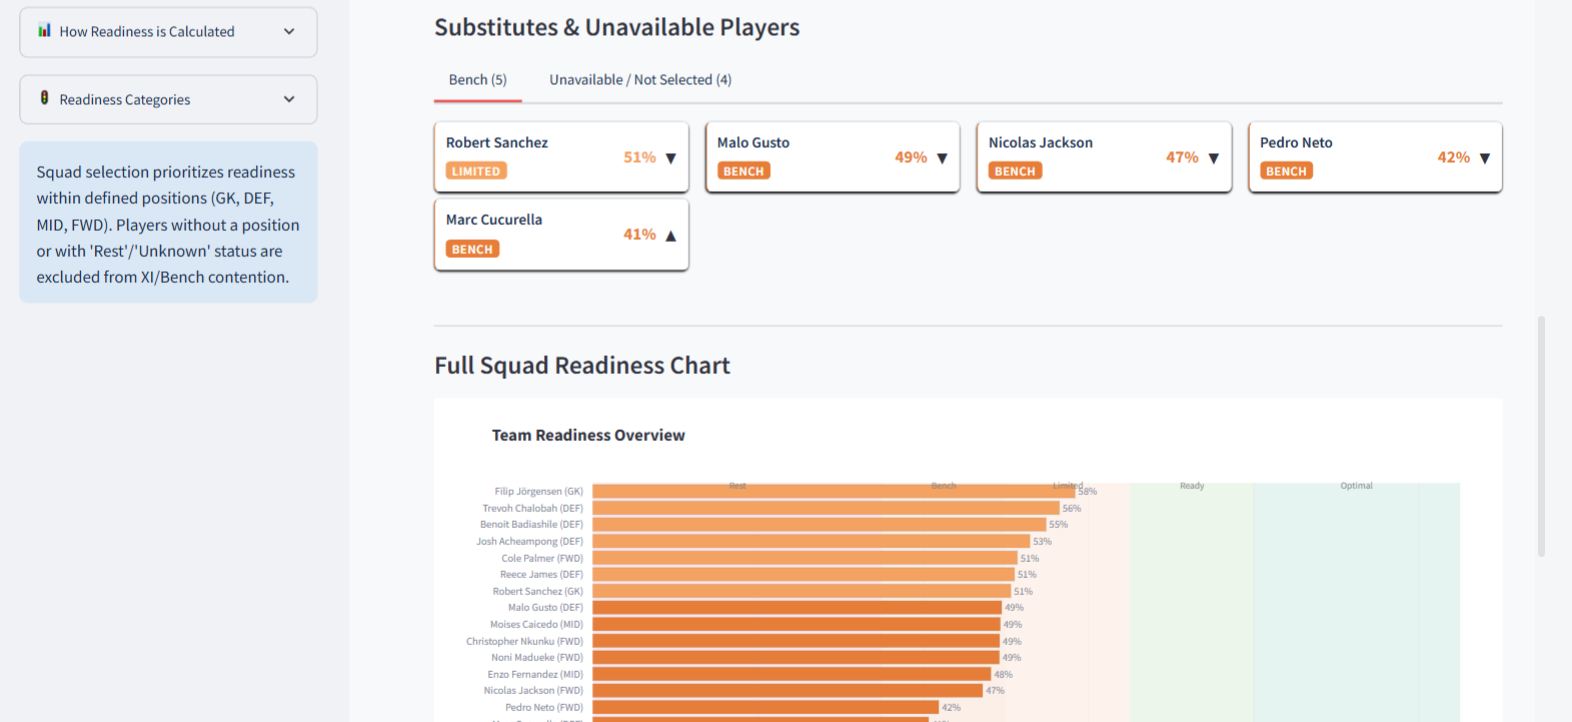 How Readiness is Calculated
Readiness Categories
Squad selection prioritizes readiness
within defined positions (GK, DEF,
MID, FWD). Players without a position
or with 'Rest'/'Unknown' status are
excluded from XI/Bench contention.
Substitutes & Unavailable Players
Bench (5)
Unavailable / Not Selected (4)
Robert Sanchez
LIMITED
51% ▼
Malo Gusto
BENCH
49% ▼
Nicolas Jackson
BENCH
47% ▼
Pedro Neto
BENCH
42% ▼
Marc Cucurella
BENCH
41% ▲
Full Squad Readiness Chart
Team Readiness Overview
Rest
Bench
Limited
Ready
Optimal
Filip Jörgensen (GK) 58%
Trevoh Chalobah (DEF) 56%
Benoit Badiashile (DEF) 55%
Josh Acheampong (DEF) 53%
Cole Palmer (FWD) 51%
Reece James (DEF) 51%
Robert Sanchez (GK) 51%
Malo Gusto (DEF) 49%
Moises Caicedo (MID) 49%
Christopher Nkunku (FWD) 49%
Noni Madueke (FWD) 49%
Enzo Fernandez (MID) 48%
Nicolas Jackson (FWD) 47%
Pedro Neto (FWD) 42%